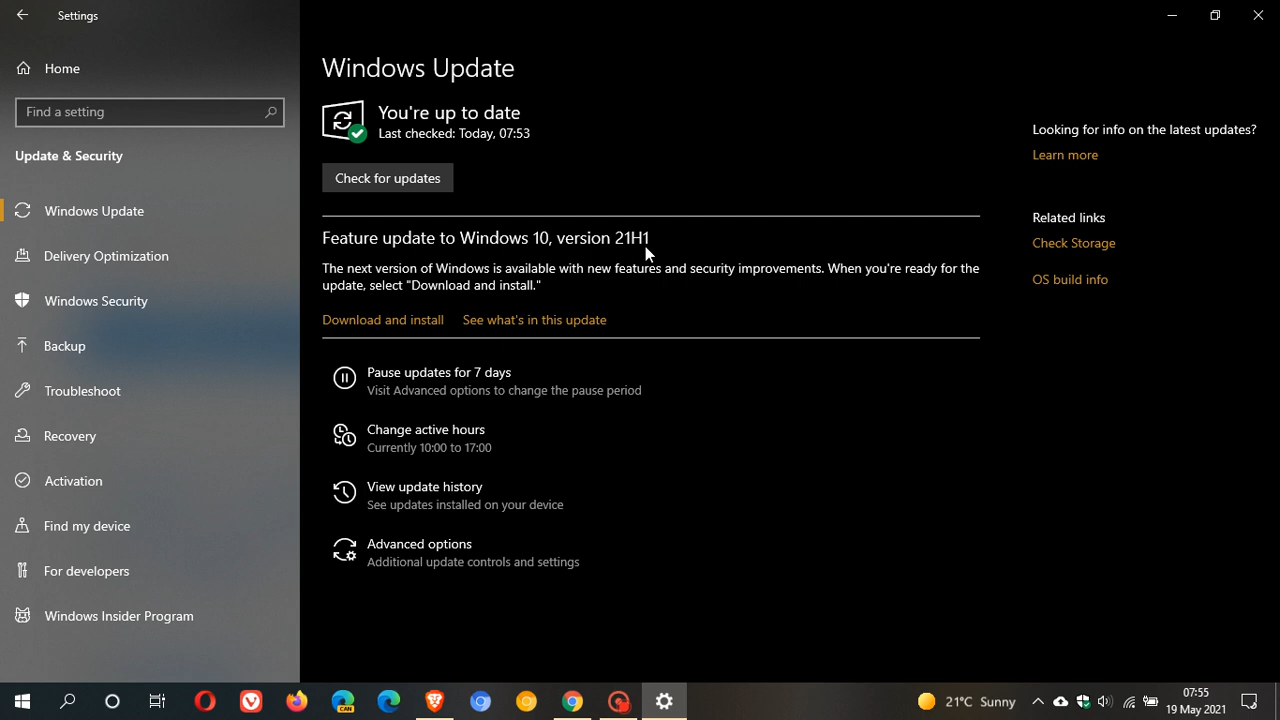 Settings
Home
Find a setting
Update & Security
Windows Update
Delivery Optimization
Windows Security
Backup
Troubleshoot
Recovery
Activation
Find my device
For developers
Windows Insider Program
Windows Update
You're up to date
Last checked: Today, 07:53
Check for updates
Feature update to Windows 10, version 21H1
The next version of Windows is available with new features and security improvements. When you're ready for the
update, select "Download and install."
Download and install See what's in this update
Pause updates for 7 days
Visit Advanced options to change the pause period
Change active hours
Currently 10:00 to 17:00
View update history
See updates installed on your device
Advanced options
Additional update controls and settings
Looking for info on the latest updates?
Learn more
Related links
Check Storage
OS build info
CAN
21°C Sunny
07:55
19 May 2021